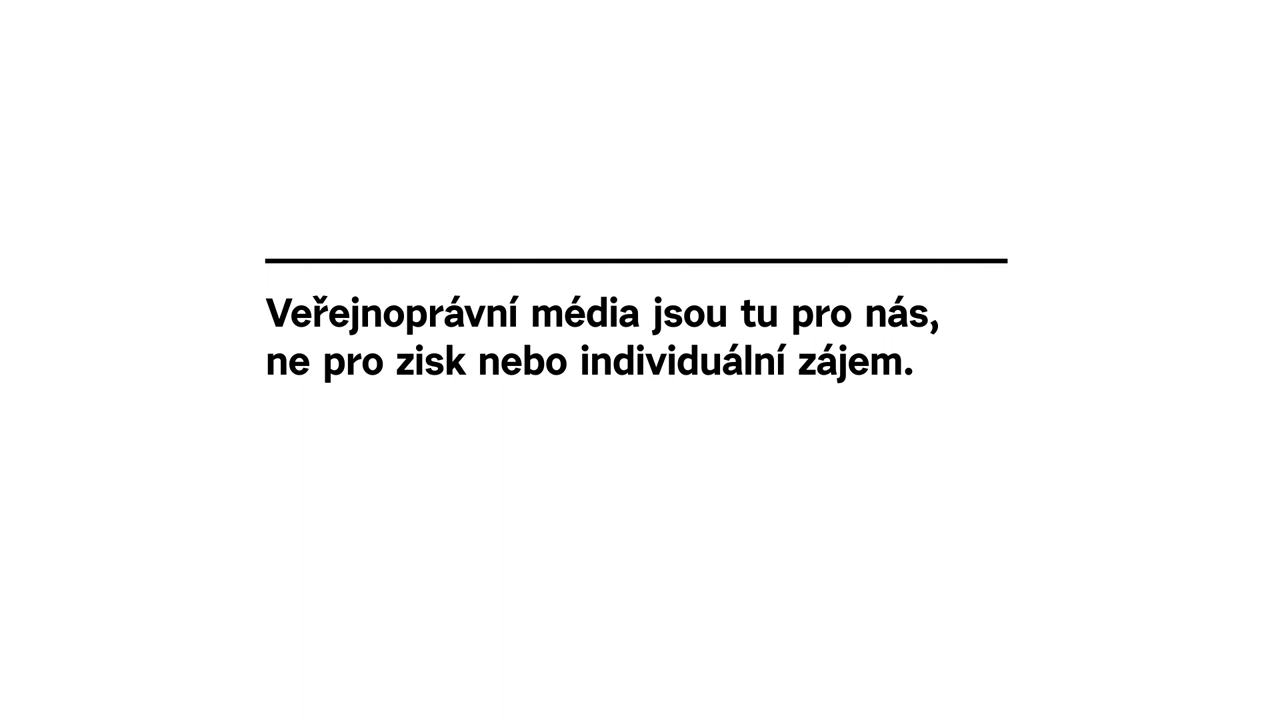 Veřejnoprávní média jsou tu pro nás,
ne pro zisk nebo individuální zájem.